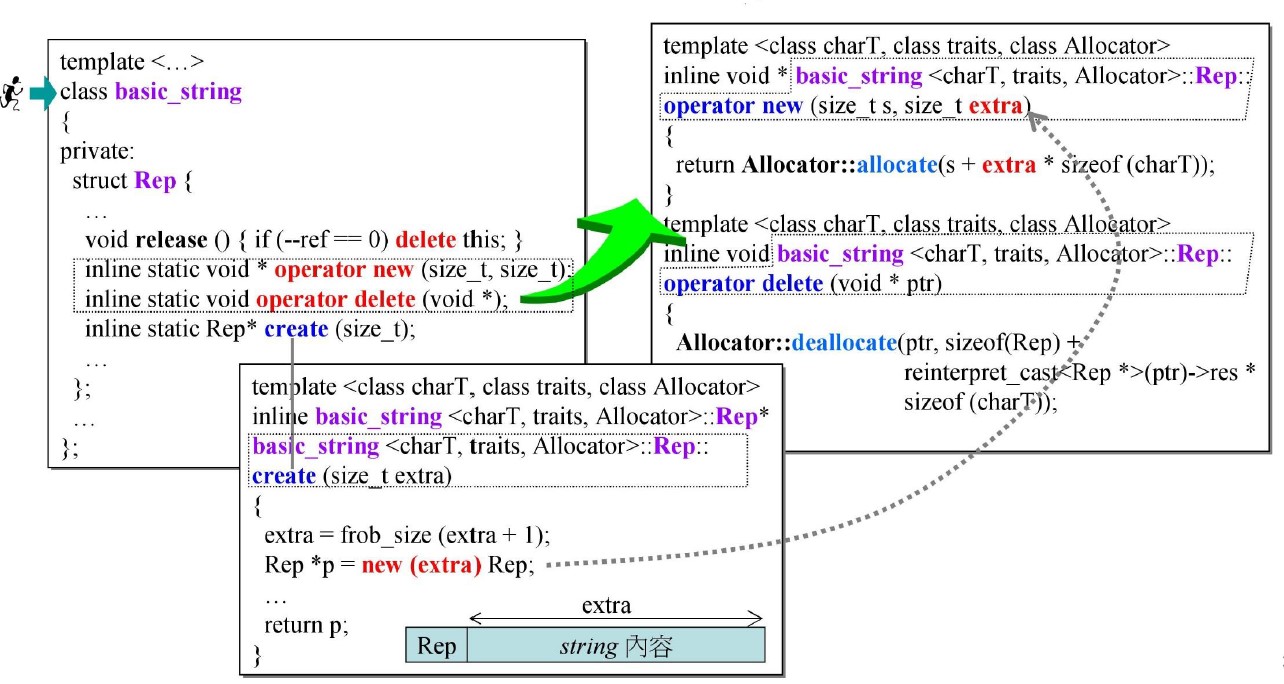 template <…>
class basic_string
{
private:
struct Rep {
…
void release () { if (--ref == 0) delete this; }
inline static void * operator new (size_t, size_t);
inline static void operator delete (void *);
inline static Rep* create (size_t);
…
};
…
};
template <class charT, class traits, class Allocator>
inline basic_string <charT, traits, Allocator>::Rep*
basic_string <charT, traits, Allocator>::Rep::
create (size_t extra)
{
extra = frob_size (extra + 1);
Rep *p = new (extra) Rep;
…
return p;
}
extra
Rep
string 內容
template <class charT, class traits, class Allocator>
inline void * basic_string <charT, traits, Allocator>::Rep::
operator new (size_t s, size_t extra)
{
return Allocator::allocate(s + extra * sizeof (charT));
}
template <class charT, class traits, class Allocator>
inline void basic_string <charT, traits, Allocator>::Rep::
operator delete (void * ptr)
{
Allocator::deallocate(ptr, sizeof(Rep) +
reinterpret_cast<Rep *>(ptr)->res *
sizeof (charT));